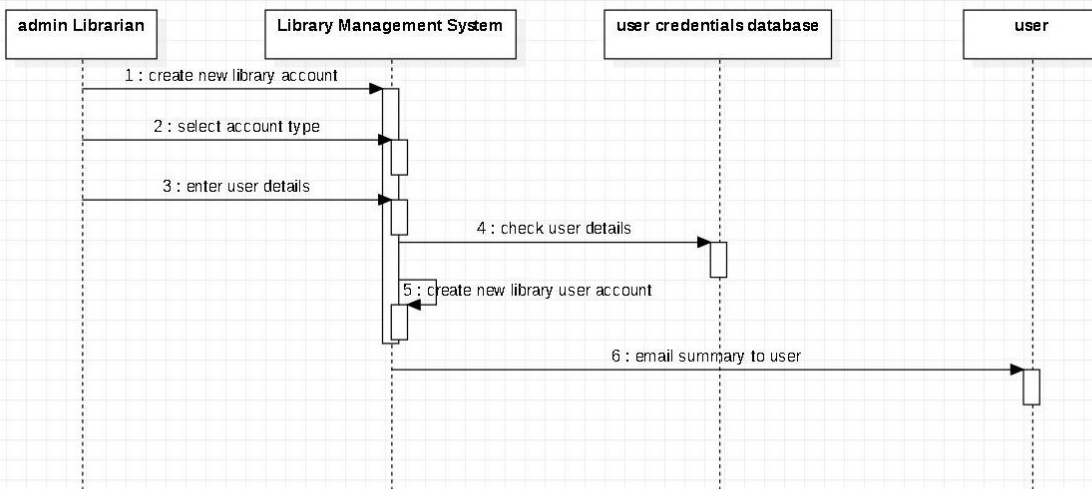 admin Librarian
Library Management System
user credentials database
user
1 : create new library account
2 : select account type
3 : enter user details
4 : check user details
5 : create new library user account
6 : email summary to user